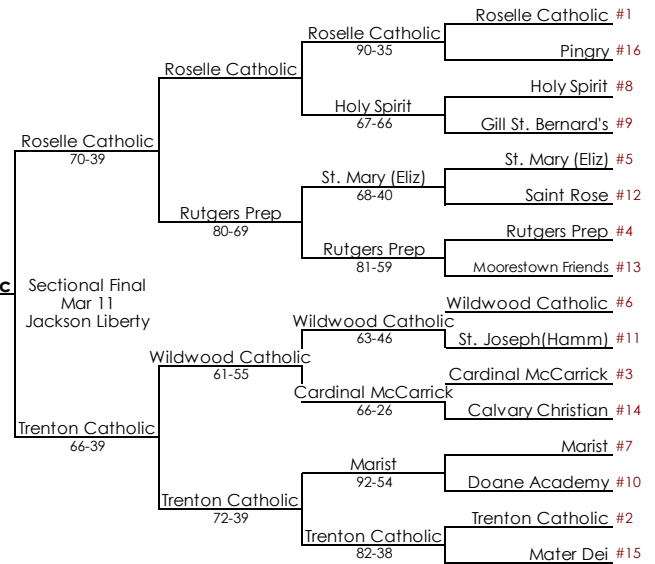 Roselle Catholic #1
Roselle Catholic
90-35
Pingry #16
Roselle Catholic
Holy Spirit #8
Holy Spirit
67-66
Gill St. Bernard's #9
Roselle Catholic
70-39
St. Mary (Eliz) #5
St. Mary (Eliz)
68-40
Saint Rose #12
Rutgers Prep
80-69
Rutgers Prep #4
Rutgers Prep
81-59
Moorestown Friends #13
c
Sectional Final
Mar 11
Jackson Liberty
Wildwood Catholic #6
Wildwood Catholic
63-46
St. Joseph(Hamm) #11
Wildwood Catholic
61-55
Cardinal McCarrick #3
Cardinal McCarrick
66-26
Calvary Christian #14
Trenton Catholic
66-39
Marist #7
Marist
92-54
Doane Academy #10
Trenton Catholic
72-39
Trenton Catholic #2
Trenton Catholic
82-38
Mater Dei #15